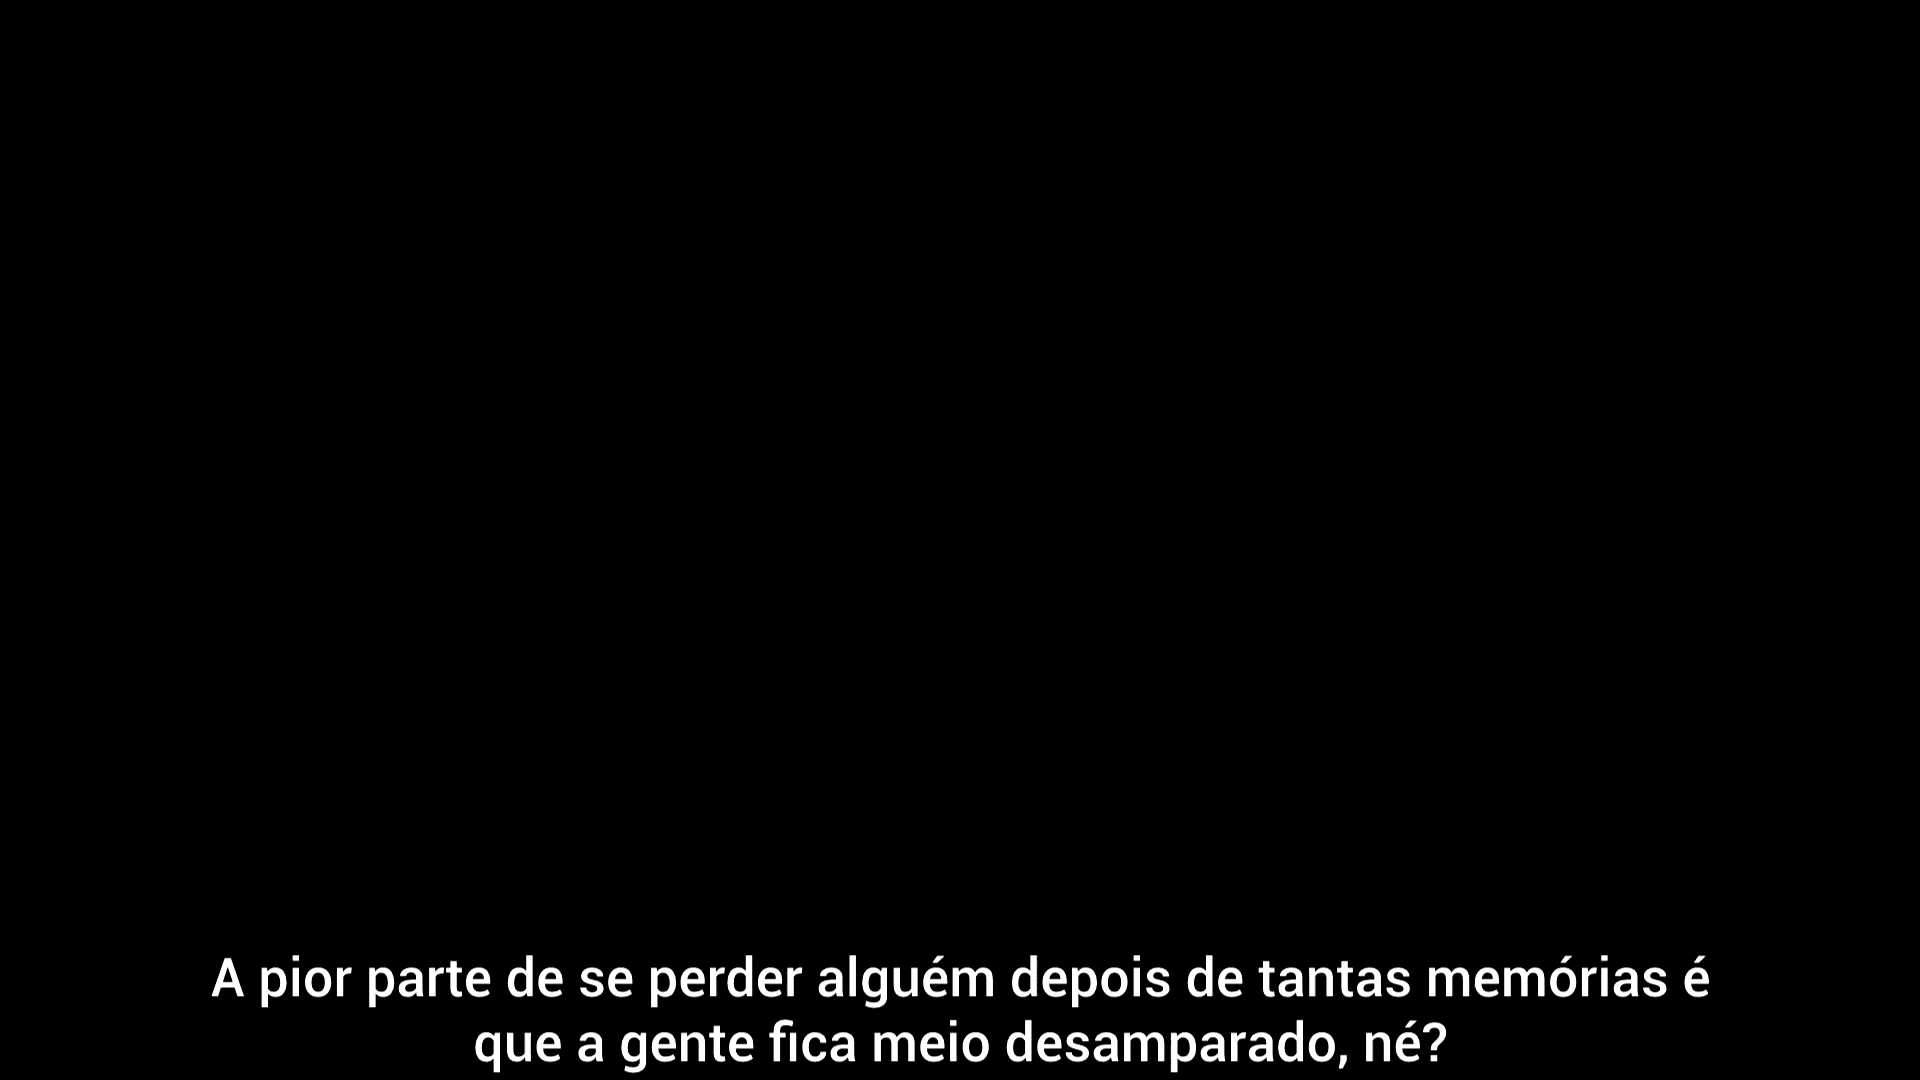 A pior parte de se perder alguém depois de tantas memórias é
que a gente fica meio desamparado, né?